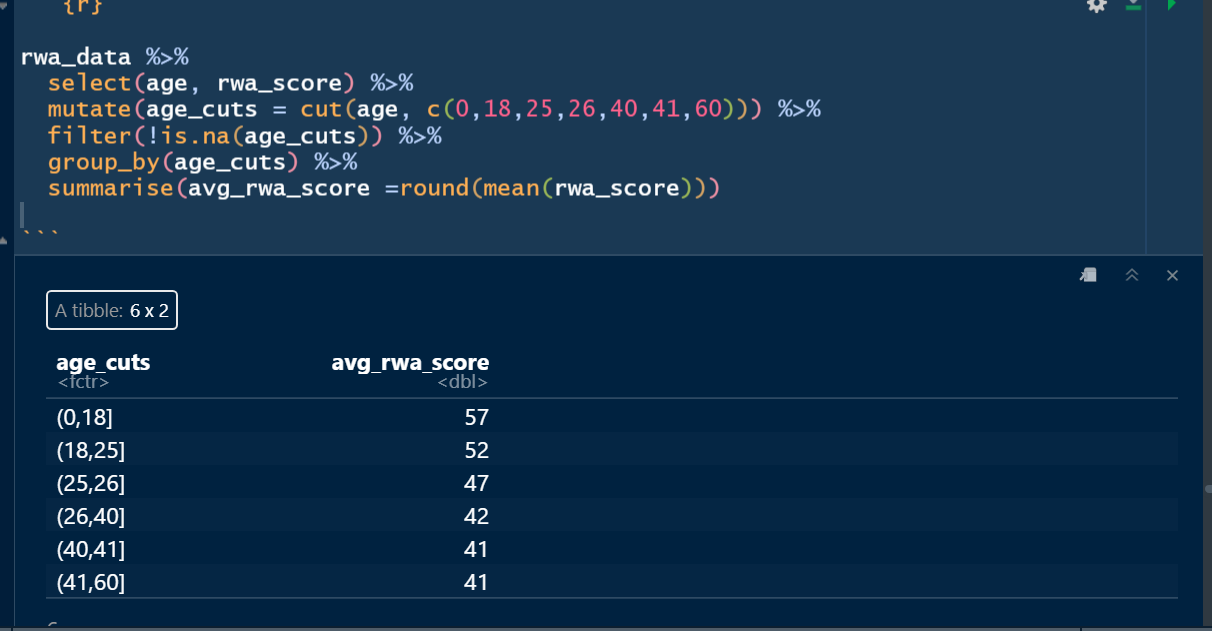 {r}
rwa_data %>%
select(age, rwa_score) %>%
mutate(age_cuts = cut(age, c(0,18,25,26,40,41,60))) %>%
filter(!is.na(age_cuts)) %>%
group_by(age_cuts) %>%
summarise(avg_rwa_score =round(mean(rwa_score)))
```
A tibble: 6 x 2
age_cuts avg_rwa_score
<fctr> <dbl>
(0,18] 57
(18,25] 52
(25,26] 47
(26,40] 42
(40,41] 41
(41,60] 41